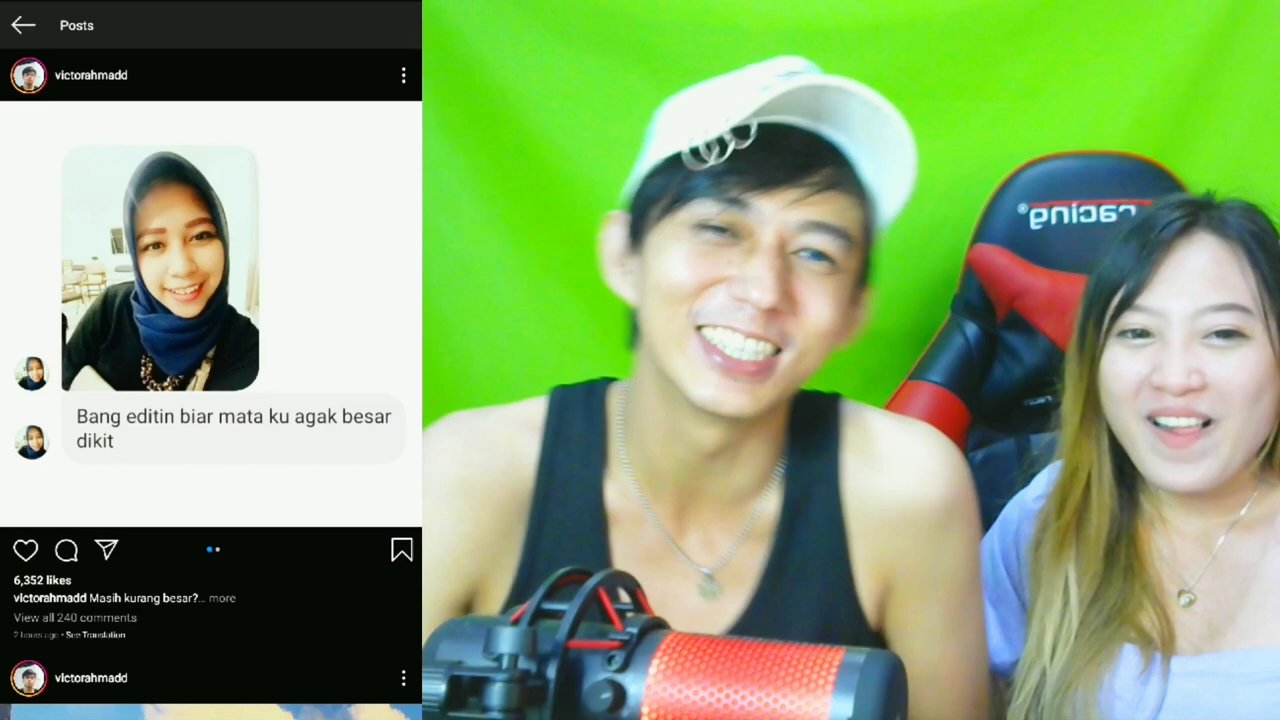 Posts
victorahmadd
Bang editin biar mata ku agak besar
dikit
6,352 likes
victorahmadd Masih kurang besar?... more
View all 240 comments
2 hours ago • See Translation
victorahmadd
racing®